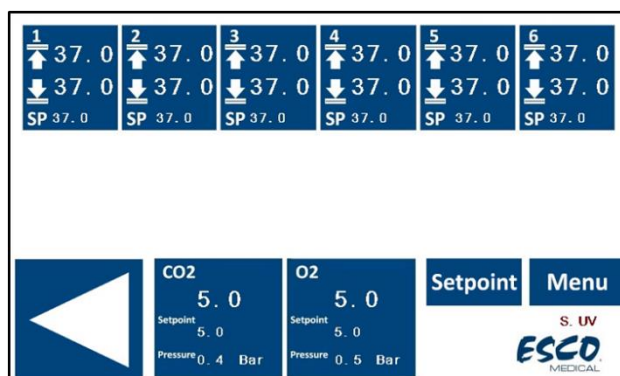 1 2 3 4 5 6
37. 0 37. 0 37. 0 37. 0 37. 0 37. 0
37. 0 37. 0 37. 0 37. 0 37. 0 37. 0
SP 37. 0 SP 37. 0 SP 37. 0 SP 37. 0 SP 37. 0 SP 37. 0
CO2
5. 0
Setpoint
5. 0
Pressure 0. 4 Bar
O2
5. 0
Setpoint
5. 0
Pressure 0. 5 Bar
Setpoint
Menu
S. UV
ESCO
MEDICAL